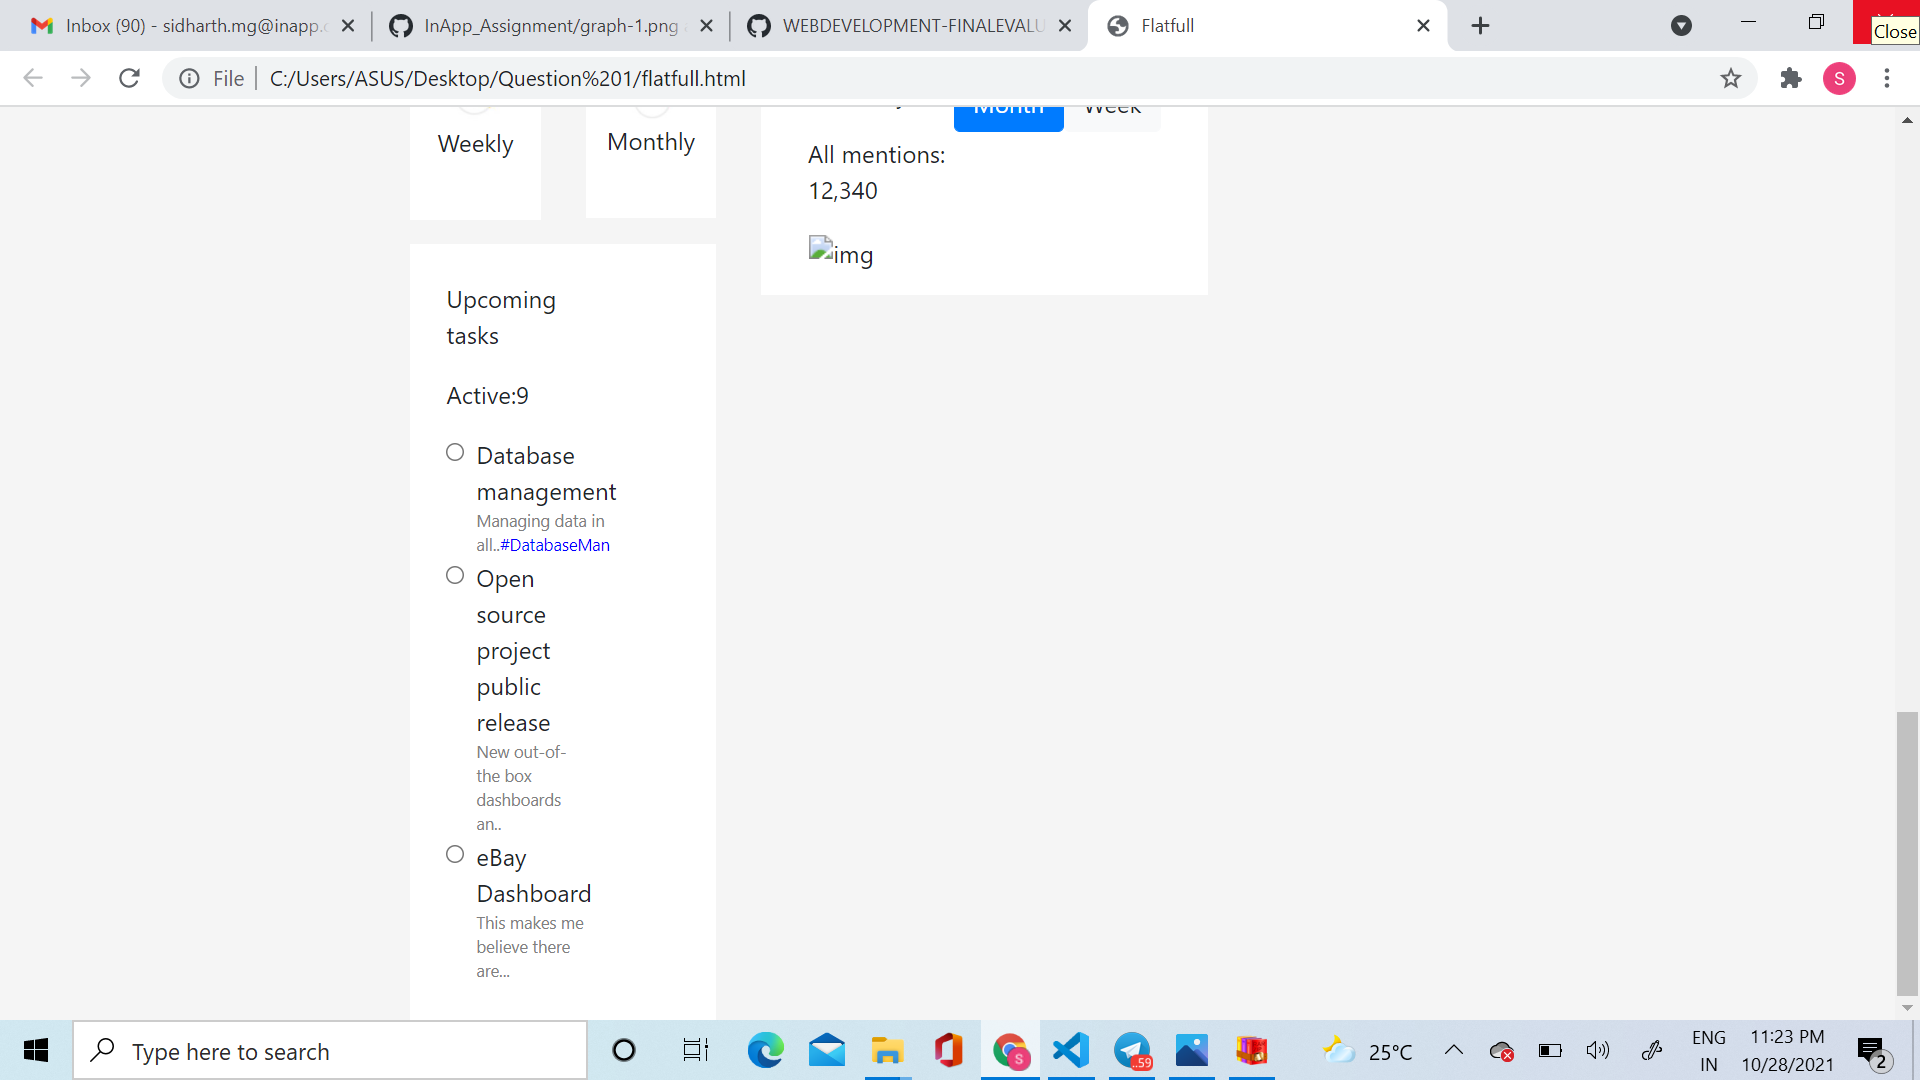 Inbox (90) - sidharth.mg@inapp.
InApp_Assignment/graph-1.png
WEBDEVELOPMENT-FINALEVALU
Flatfull
Close
File
C:/Users/ASUS/Desktop/Question%201/flatfull.html
S
Month
Week
Weekly
Monthly
All mentions:
12,340
img
Upcoming
tasks
Active:9
Database
management
Managing data in
all..#DatabaseMan
Open
source
project
public
release
New out-of-
the box
dashboards
an..
eBay
Dashboard
This makes me
believe there
are...
Type here to search
S
..59
25°C
ENG
IN
11:23 PM
10/28/2021
2